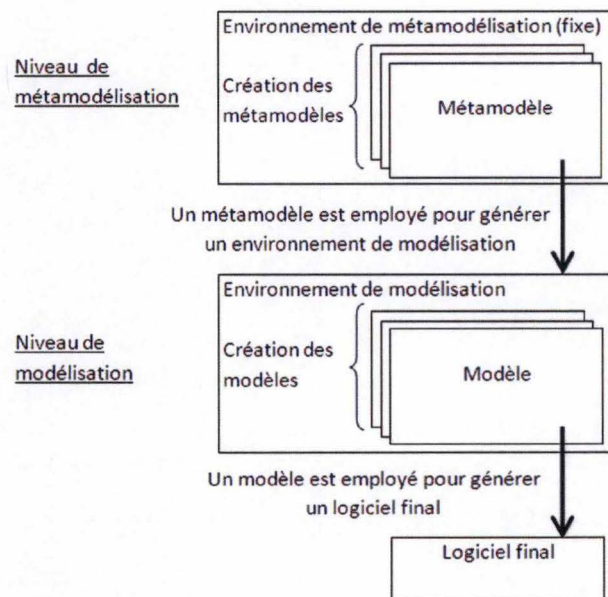 Environnement de métamodélisation (fixe)
Niveau de
métamodélisation
Création des
métamodèles
Métamodèle
Un métamodèle est employé pour générer
un environnement de modélisation
Environnement de modélisation
Niveau de
modélisation
Création des
modèles
Modèle
Un modèle est employé pour générer
un logiciel final
Logiciel final